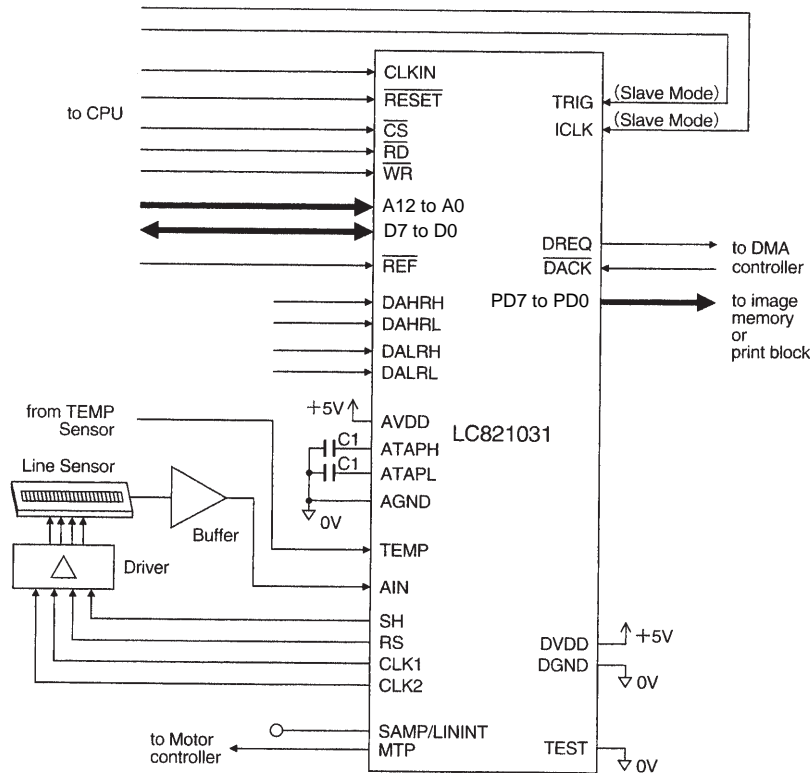 CLKIN
RESET
TRIG
(Slave Mode)
to CPU
CS
ICLK
(Slave Mode)
RD
WR
A12 to A0
D7 to D0
DREQ
to DMA
controller
REF
DACK
DAHRH
PD7 to PD0
to image
memory
or
print block
DAHRL
DALRH
DALRL
from TEMP
Sensor
+5V
AVDD
LC821031
C1
ATAPH
C1
ATAPL
Line Sensor
AGND
0V
Buffer
TEMP
Driver
AIN
SH
RS
DVDD
+5V
CLK1
DGND
CLK2
0V
SAMP/LININT
to Motor
controller
MTP
TEST
0V